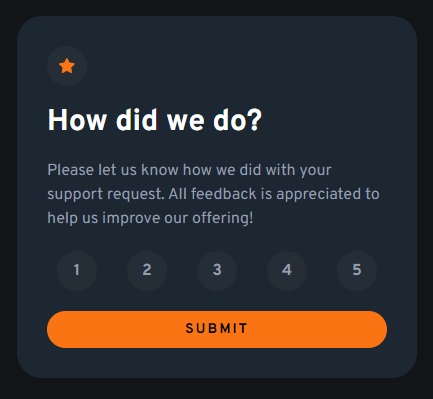 How did we do?
Please let us know how we did with your
support request. All feedback is appreciated to
help us improve our offering!
1 2 3 4 5
SUBMIT